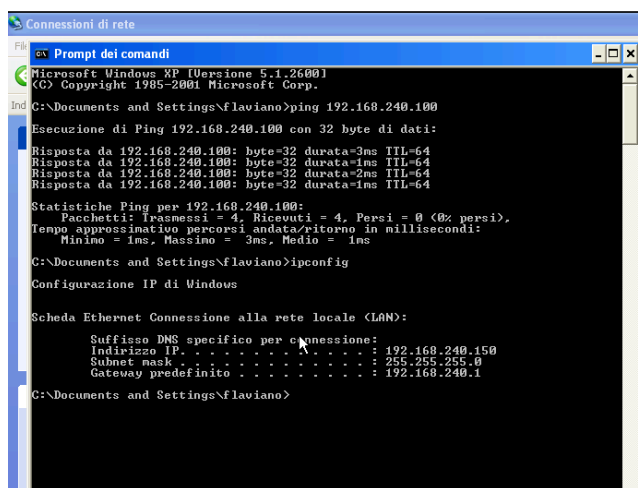 Connessioni di rete
Fil
Prompt dei comandi
Ind
Microsoft Windows XP [Versione 5.1.2600]
(C) Copyright 1985-2001 Microsoft Corp.
C:\Documents and Settings\flaviano>ping 192.168.240.100
Esecuzione di Ping 192.168.240.100 con 32 byte di dati:
Risposta da 192.168.240.100: byte=32 durata=3ms TTL=64
Risposta da 192.168.240.100: byte=32 durata=1ms TTL=64
Risposta da 192.168.240.100: byte=32 durata=2ms TTL=64
Risposta da 192.168.240.100: byte=32 durata=1ms TTL=64
Statistiche Ping per 192.168.240.100:
Pacchetti: Trasmessi = 4, Ricevuti = 4, Persi = 0 (0% persi),
Tempo approssimativo percorsi andata/ritorno in millisecondi:
Minimo = 1ms, Massimo =  3ms, Medio =  1ms
C:\Documents and Settings\flaviano>ipconfig
Configurazione IP di Windows
Scheda Ethernet Connessione alla rete locale (LAN):
Suffisso DNS specifico per connessione:
Indirizzo IP. . . . . . . . . . . . . : 192.168.240.150
Subnet mask . . . . . . . . . . . . . : 255.255.255.0
Gateway predefinito . . . . . . . . . : 192.168.240.1
C:\Documents and Settings\flaviano>